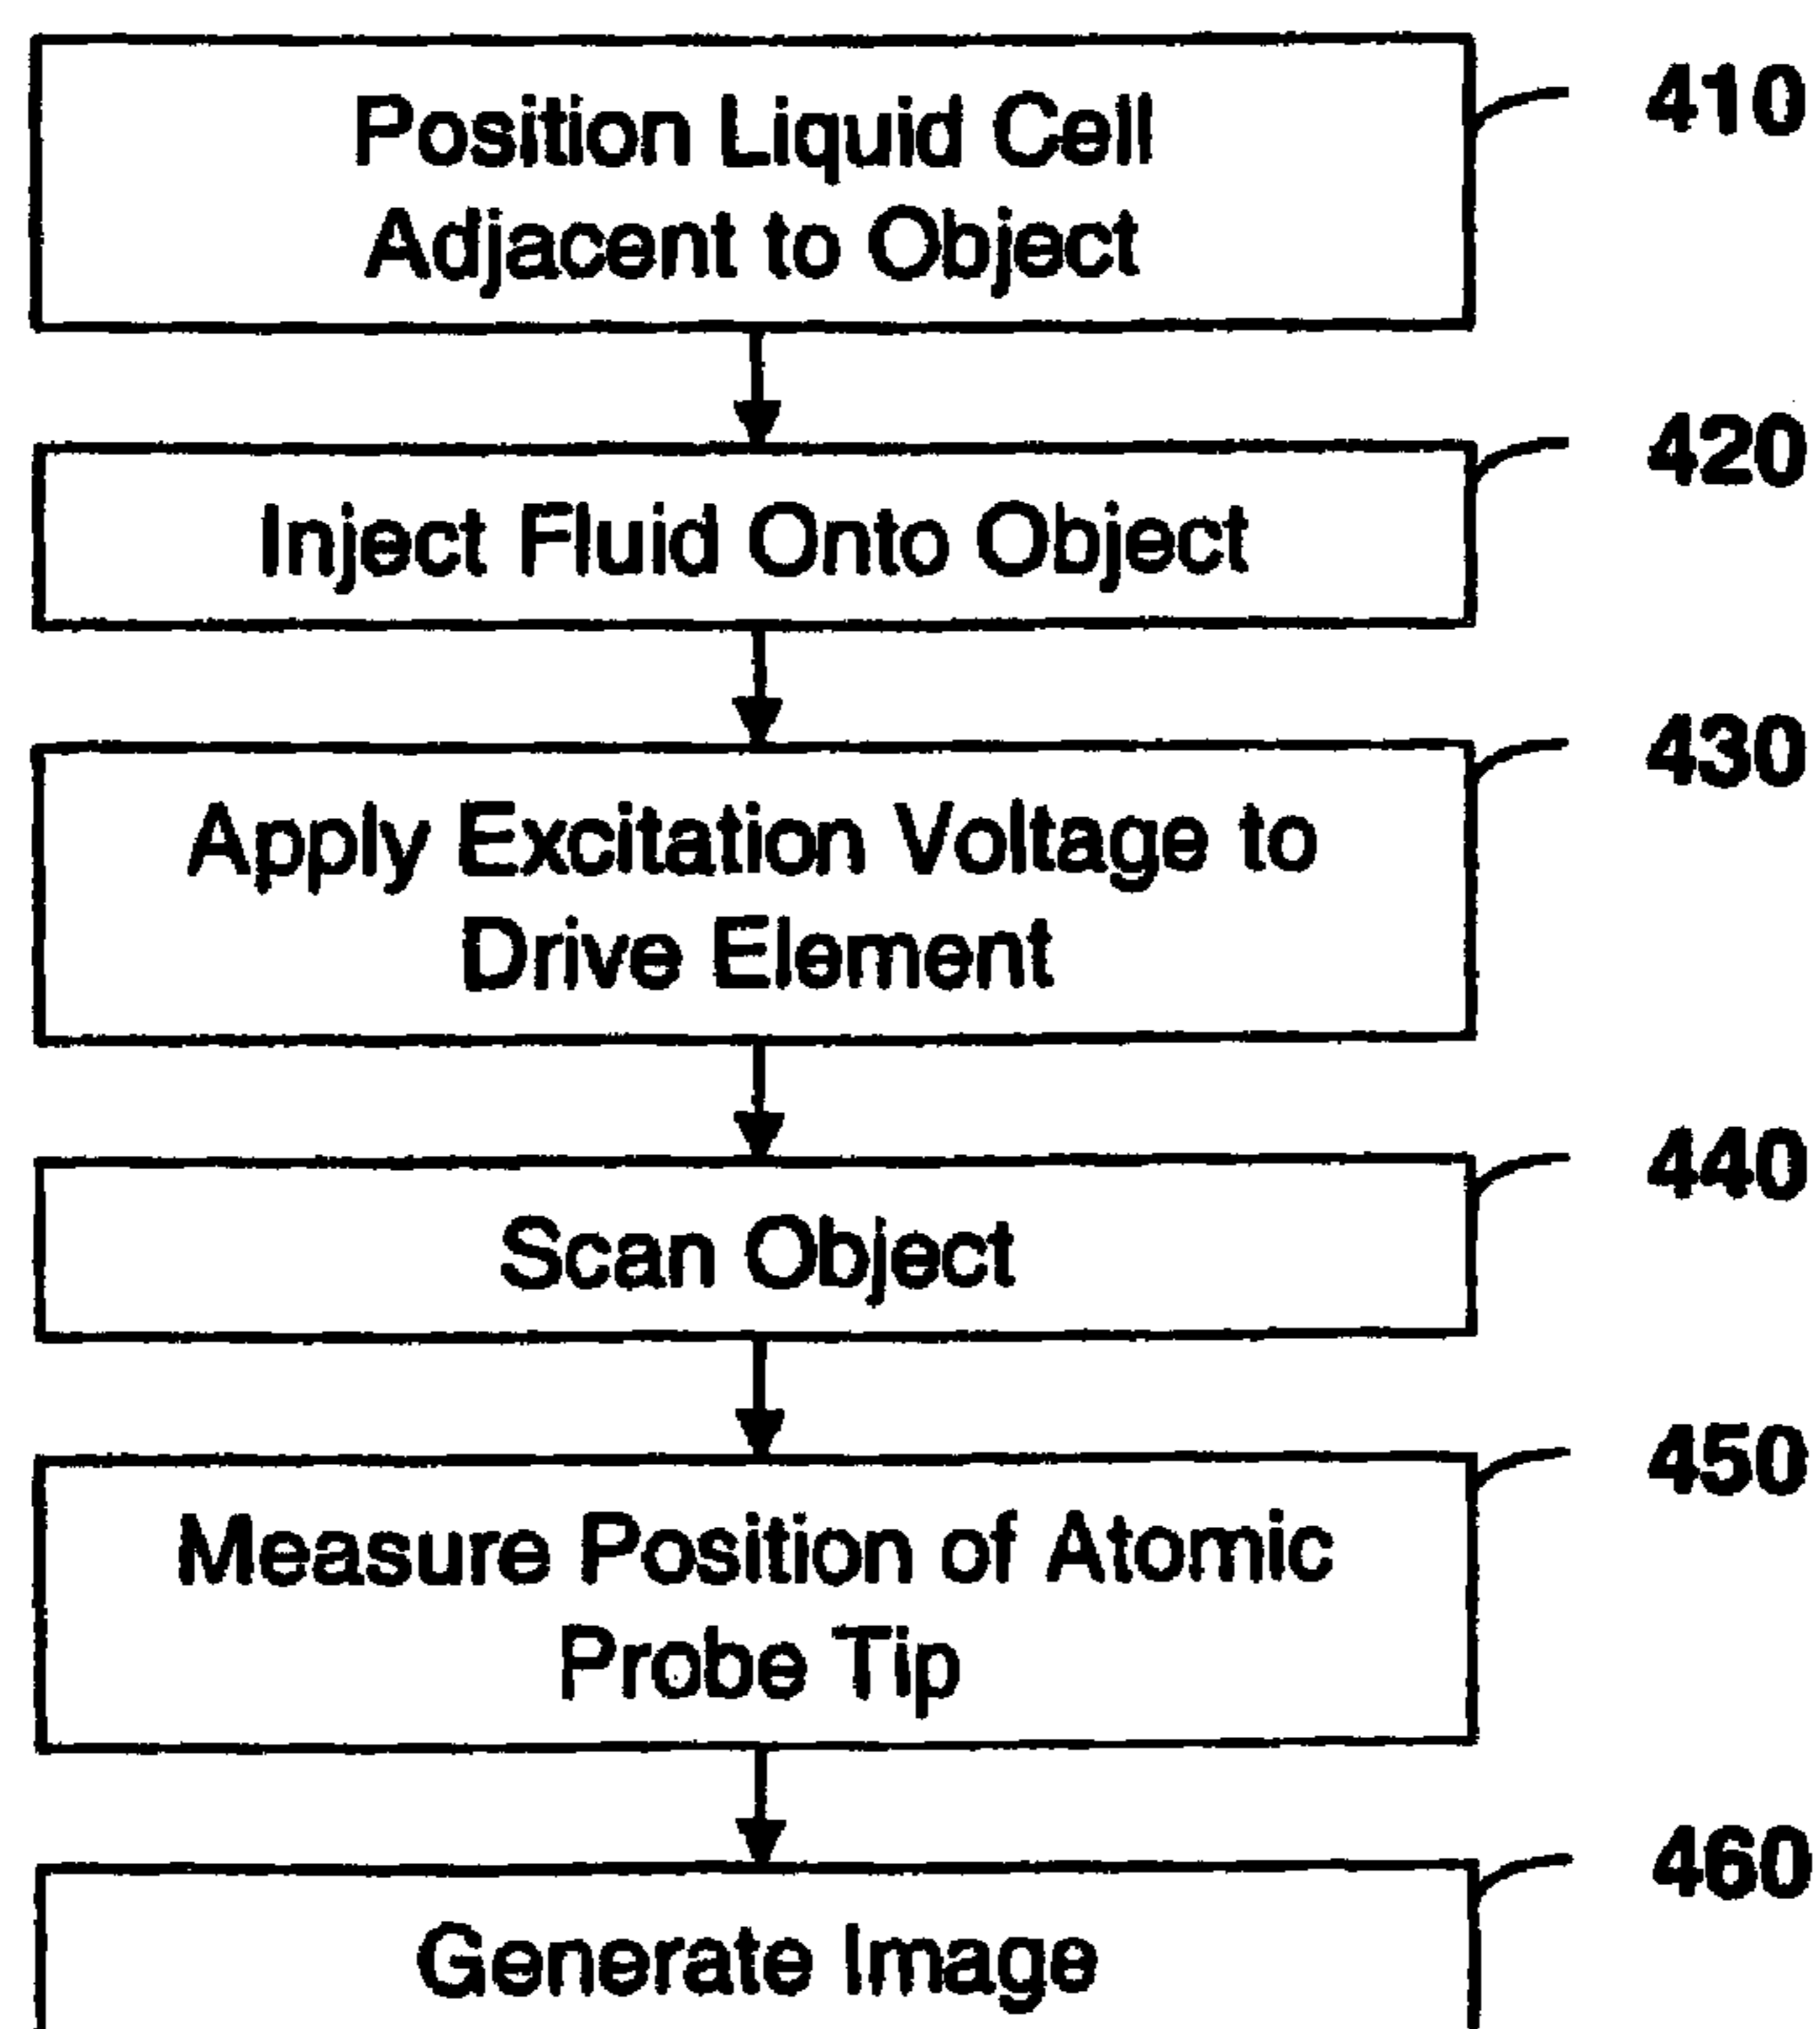 Position Liquid Cell
Adjacent to Object
410
Inject Fluid Onto Object
420
Apply Excitation Voltage to
Drive Element
430
Scan Object
440
Measure Position of Atomic
Probe Tip
450
Generate Image
460